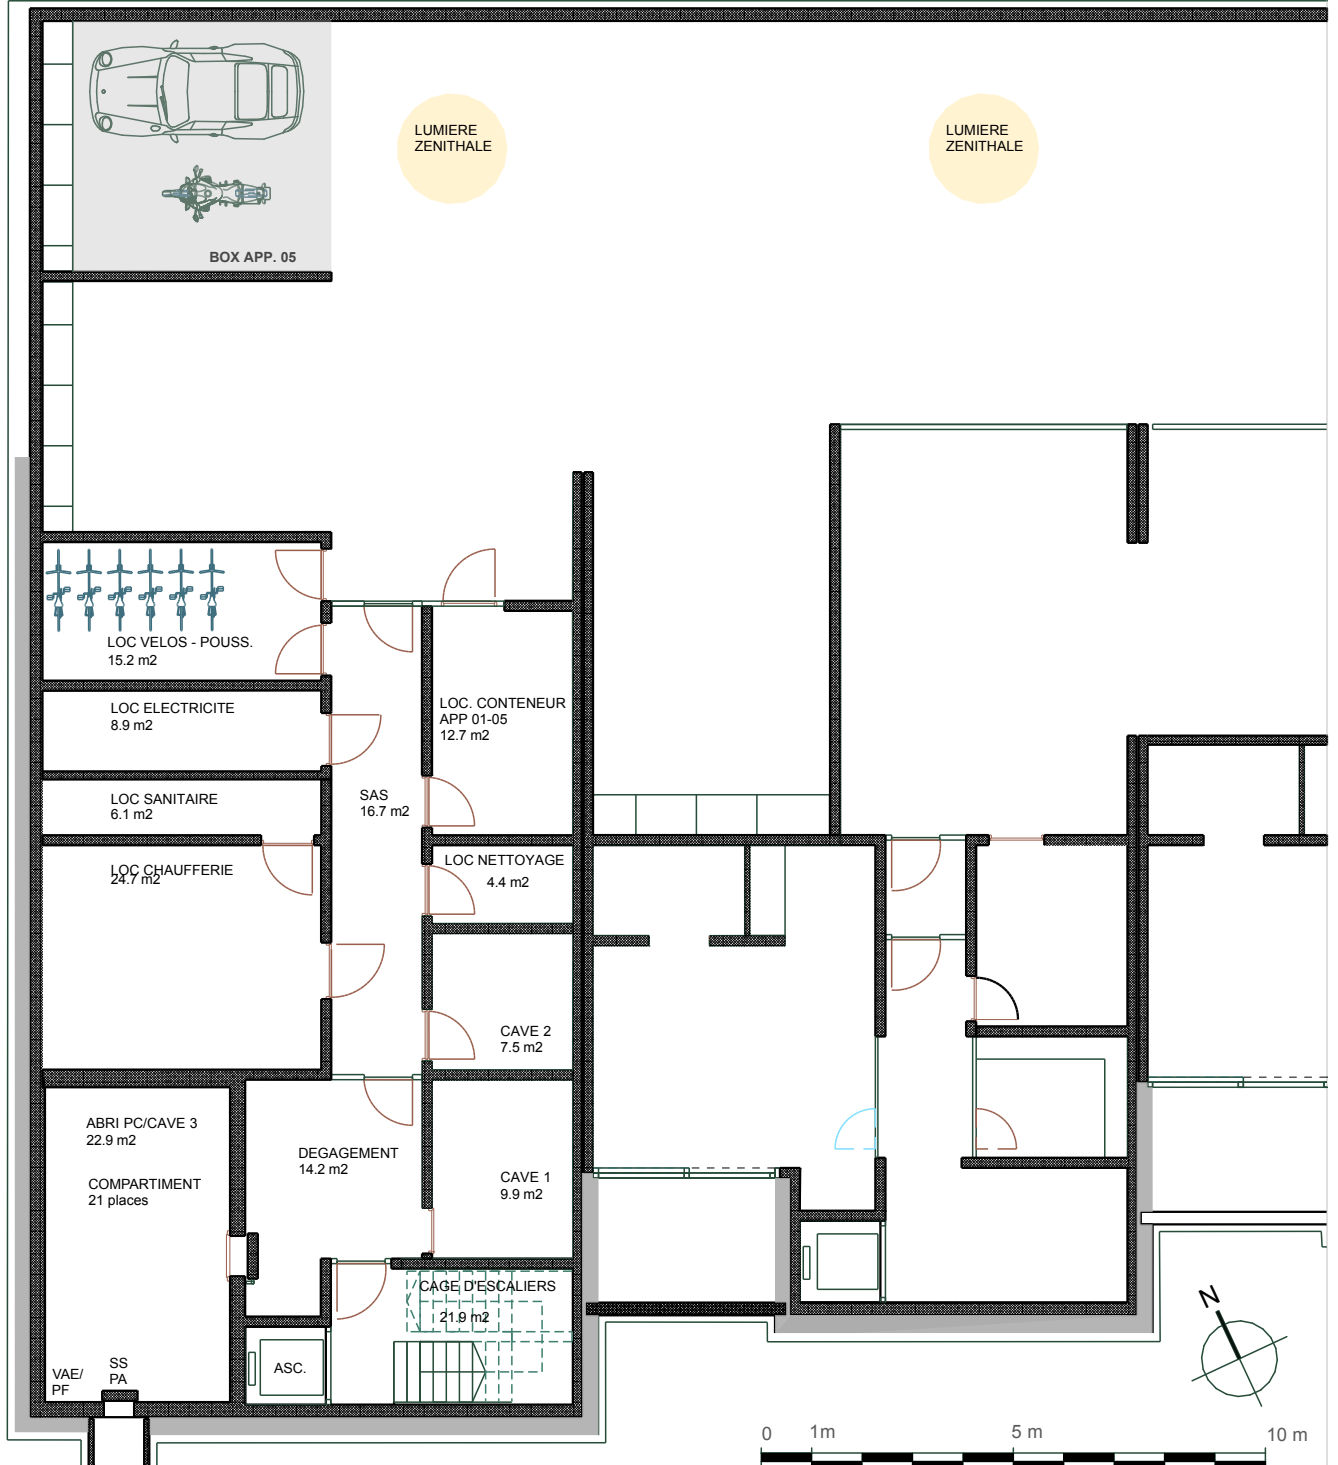 LUMIERE
ZENITHALE
LUMIERE
ZENITHALE
BOX APP. 05
LOC VELOS - POUSS.
15.2 m2
LOC ELECTRICITE
8.9 m2
LOC. CONTENEUR
APP 01-05
12.7 m2
SAS
16.7 m2
LOC SANITAIRE
6.1 m2
LOC CHAUFFERIE
24.7 m2
LOC NETTOYAGE
4.4 m2
CAVE 2
7.5 m2
ABRI PC/CAVE 3
22.9 m2
COMPARTIMENT
21 places
DEGAGEMENT
14.2 m2
CAVE 1
9.9 m2
CAGE D'ESCALIERS
21.9 m2
ASC.
VAE/
PF
SS
PA
N
0 1m 5 m 10 m